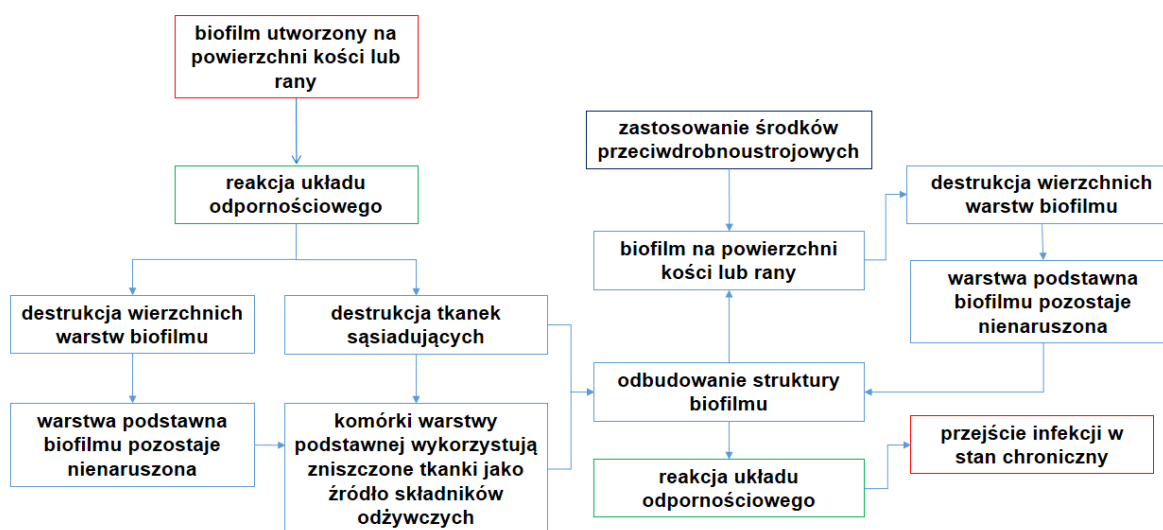 biofilm utworzony na
powierzchni kości lub
rany
reakcja układu
odpornościowego
destrukcja wierzchnich
warstw biofilmu
destrukcja tkanek
sąsiadujących
warstwa podstawna
biofilmu pozostaje
nienaruszona
komórki warstwy
podstawnej wykorzystują
zniszczone tkanki jako
źródło składników
odżywczych
zastosowanie środków
przeciwdrobnoustrojowych
biofilm na powierzchni
kości lub rany
destrukcja wierzchnich
warstw biofilmu
warstwa podstawna
biofilmu pozostaje
nienaruszona
odbudowanie struktury
biofilmu
reakcja układu
odpornościowego
przejście infekcji w
stan chroniczny